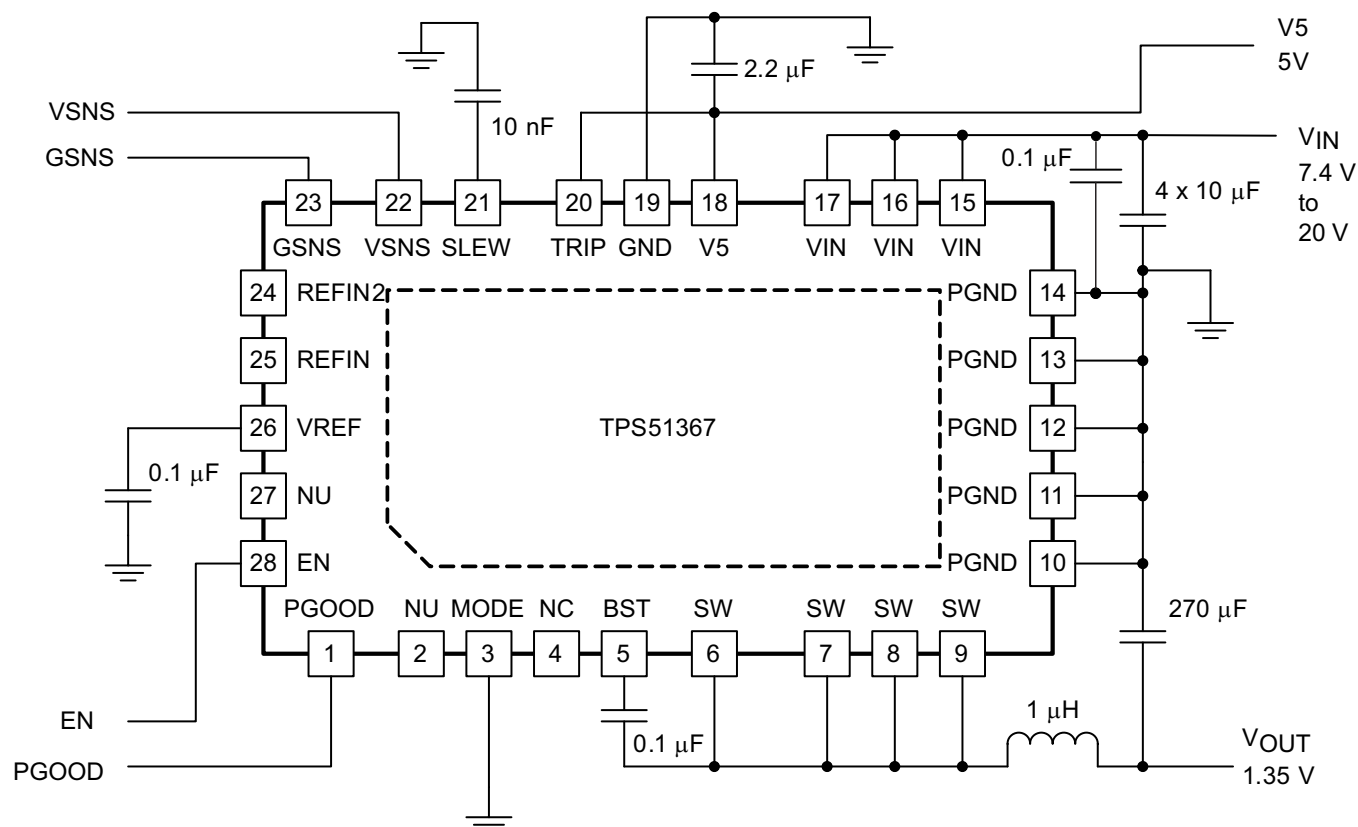 V5
5V
2.2 μF
10 nF
VSNS
GSNS
0.1 μF
4 x 10 μF
VIN
7.4 V
to
20 V
23
22
21
20
19
18
17
16
15
GSNS
VSNS
SLEW
TRIP
GND
V5
VIN
VIN
VIN
24
REFIN2
PGND
14
25
REFIN
PGND
13
26
VREF
TPS51367
PGND
12
0.1 μF
27
NU
PGND
11
28
EN
PGND
10
PGOOD
NU
MODE
NC
BST
SW
SW
SW
SW
270 μF
1
2
3
4
5
6
7
8
9
EN
0.1 μF
1 μH
PGOOD
VOUT
1.35 V